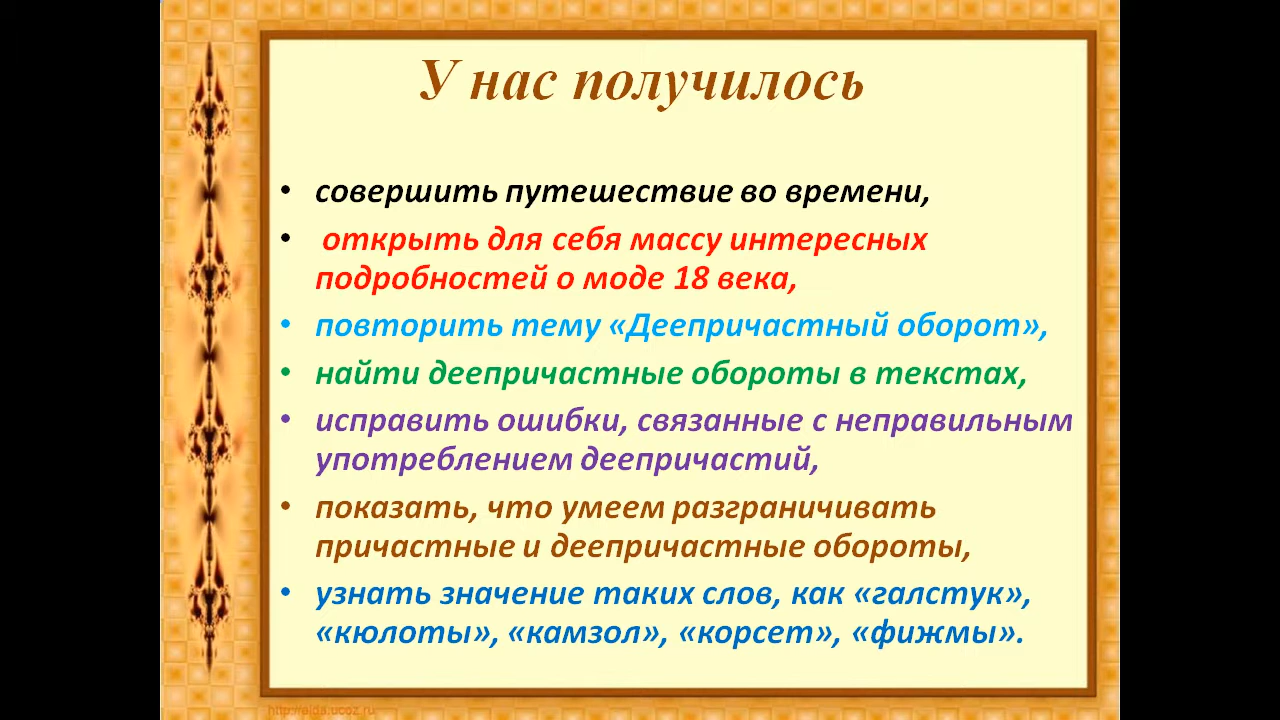 У нас получилось
• совершить путешествие во времени,
• открыть для себя массу интересных
подробностей о моде 18 века,
• повторить тему «Деепричастный оборот»,
• найти деепричастные обороты в текстах,
• исправить ошибки, связанные с неправильным
употреблением деепричастий,
• показать, что умеем разграничивать
причастные и деепричастные обороты,
• узнать значение таких слов, как «галстук»,
«кюлоты», «камзол», «корсет», «фижмы».
http://aida.ucoz.ru